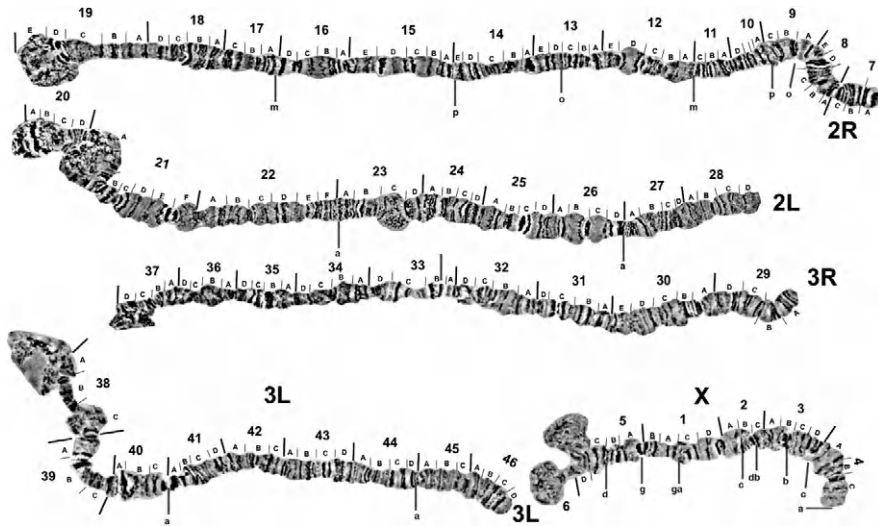 19 18 17 16 15 14 13 12 11 10 9 8 7
E D C B A D C B A C B A D C B A E D C B A E D C B A E D C B A E D C B A C B A D A C B A E D C B A C B A
m p o m p o
2R
20 21 22 23 24 25 26 27 28
A B C D A B C D E F A B C D E F A B C D A B C D A B C D A B C D A B C D A B C D
a a
2L
37 36 35 34 33 32 31 30 29
D C B A D C B A D C B A D C B A D C B A D C B A D C B A E D C B A D C B A
3R
38 39 40 41 42 43 44 45 46
A B C A B C A B C A B C D A B C A B C D A B C D A B C A B C D
a a
3L
3L
X
6 5 1 2 3 4
D C B A B A C D A B C A B C D A B C
d g ga c db b c a